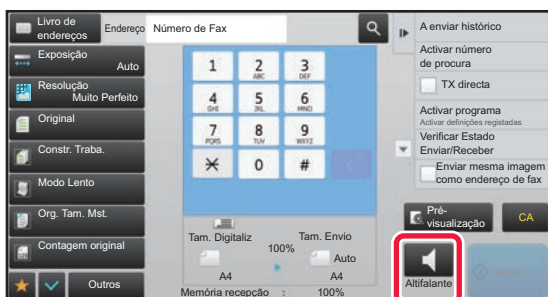 Livro de
endereços
Endereço
Número de Fax
Exposição
Auto
Resolução
Muito Perfeito
Original
Constr. Traba.
Modo Lento
Org. Tam. Mst.
Contagem original
Outros
1
2
ABC
3
DEF
4
GHI
5
JKL
6
MNO
7
PQRS
8
TUV
9
WXYZ
0
#
C
Tam. Digitaliz
100%
Tam. Envio
Auto
A4
A4
Memória recepção : 100%
A enviar histórico
Activar número
de procura
TX directa
Activar programa
Activar definições registadas
Verificar Estado
Enviar/Receber
Enviar mesma imagem
como endereço de fax
Pré-
visualização
CA
Altifalante